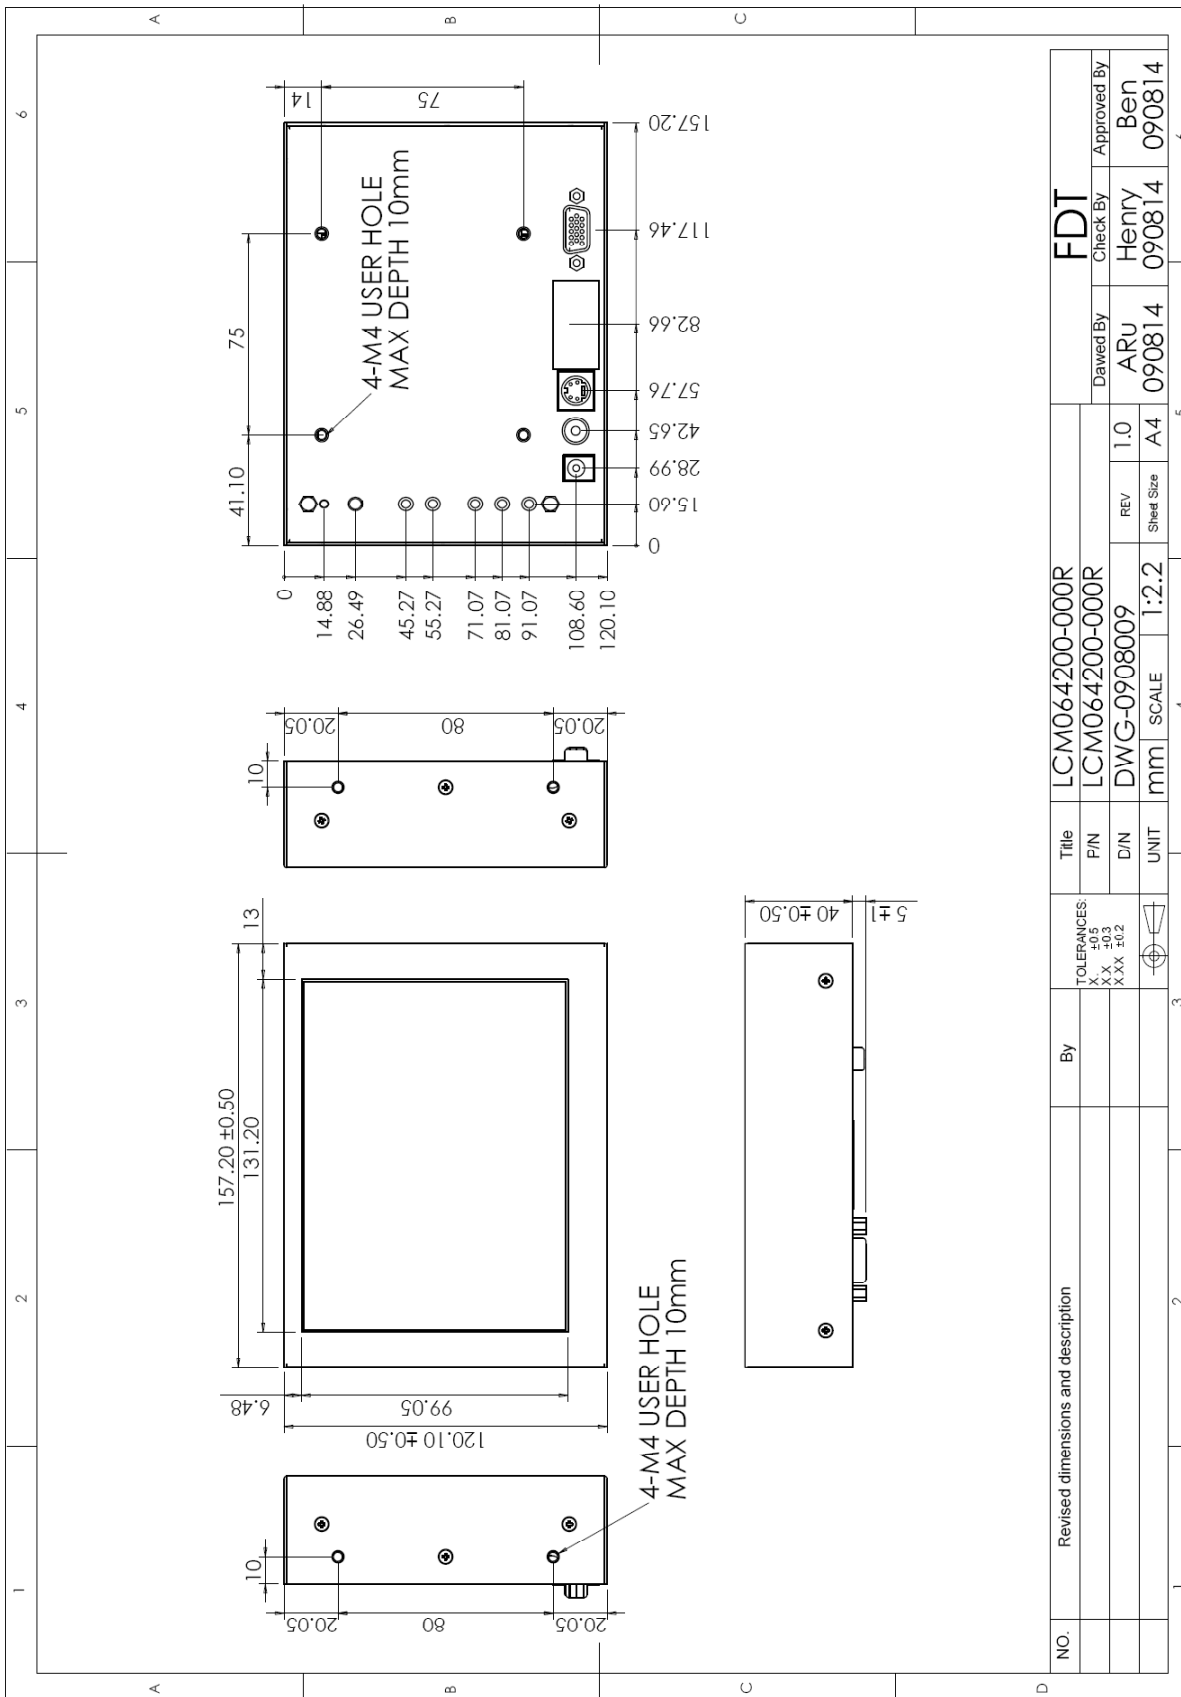 1
2
3
4
5
6
A
B
C
D
A
B
C
1
2
3
4
5
20.05
80
20.05
10
4-M4 USER HOLE
MAX DEPTH 10mm
157.20 ±0.50
131.20
13
6.48
99.05
120.10 ±0.50
10
20.05
80
20.05
40 ±0.50
5 ±1
41.10
75
14
75
4-M4 USER HOLE
MAX DEPTH 10mm
0
14.88
26.49
45.27
55.27
71.07
81.07
91.07
108.60
120.10
0
15.60
28.99
42.65
57.76
82.66
117.46
157.20
NO.
Revised dimensions and description
By
TOLERANCES:
X. ±0.5
X.X ±0.3
X.XX ±0.2
Title LCM064200-000R
P/N LCM064200-000R
D/N DWG-0908009
REV 1.0
UNIT mm SCALE 1:2.2
Sheet Size A4
FDT
Dawed By Check By Approved By
ARu Henry Ben
090814 090814 090814